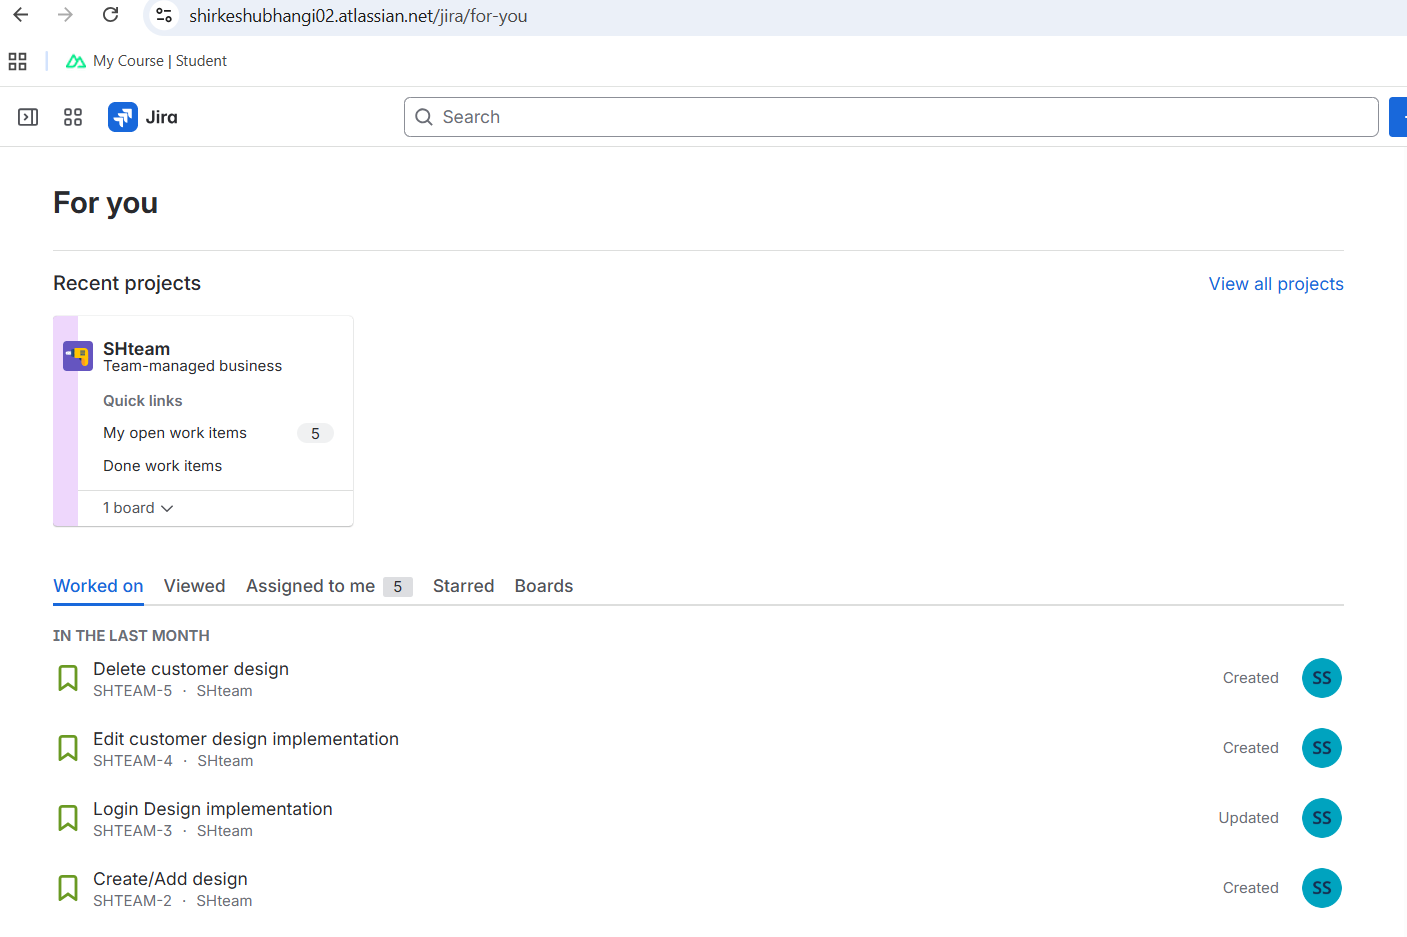 shirkeshubhangi02.atlassian.net/jira/for-you
My Course | Student
Jira
Search
For you
Recent projects
View all projects
SHteam
Team-managed business
Quick links
My open work items 5
Done work items
1 board
Worked on Viewed Assigned to me 5 Starred Boards
IN THE LAST MONTH
Delete customer design
SHTEAM-5 · SHteam
Created SS
Edit customer design implementation
SHTEAM-4 · SHteam
Created SS
Login Design implementation
SHTEAM-3 · SHteam
Updated SS
Create/Add design
SHTEAM-2 · SHteam
Created SS